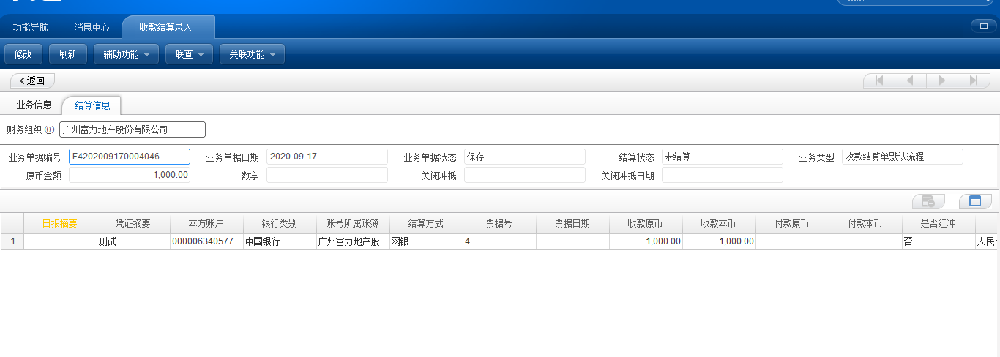 功能导航 消息中心 收款结算录入
修改 刷新 辅助功能 联查 关联功能
返回
业务信息 结算信息
财务组织(O) 广州富力地产股份有限公司
业务单据编号 F4202009170004046 业务单据日期 2020-09-17 业务单据状态 保存 结算状态 未结算 业务类型 收款结算单默认流程
原币金额 1,000.00 数字 关闭冲抵 关闭冲抵日期
日报摘要 凭证摘要 本方账户 银行类别 账号所属账簿 结算方式 票据号 票据日期 收款原币 收款本币 付款原币 付款本币 是否红冲
1 测试 000006340577... 中国银行 广州富力地产股... 网银 4 1,000.00 1,000.00 否 人民